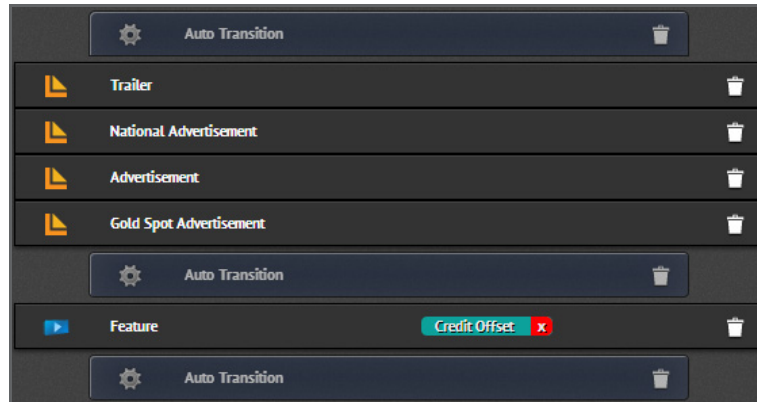 Auto Transition
Trailer
National Advertisement
Advertisement
Gold Spot Advertisement
Auto Transition
Feature Credit Offset x
Auto Transition